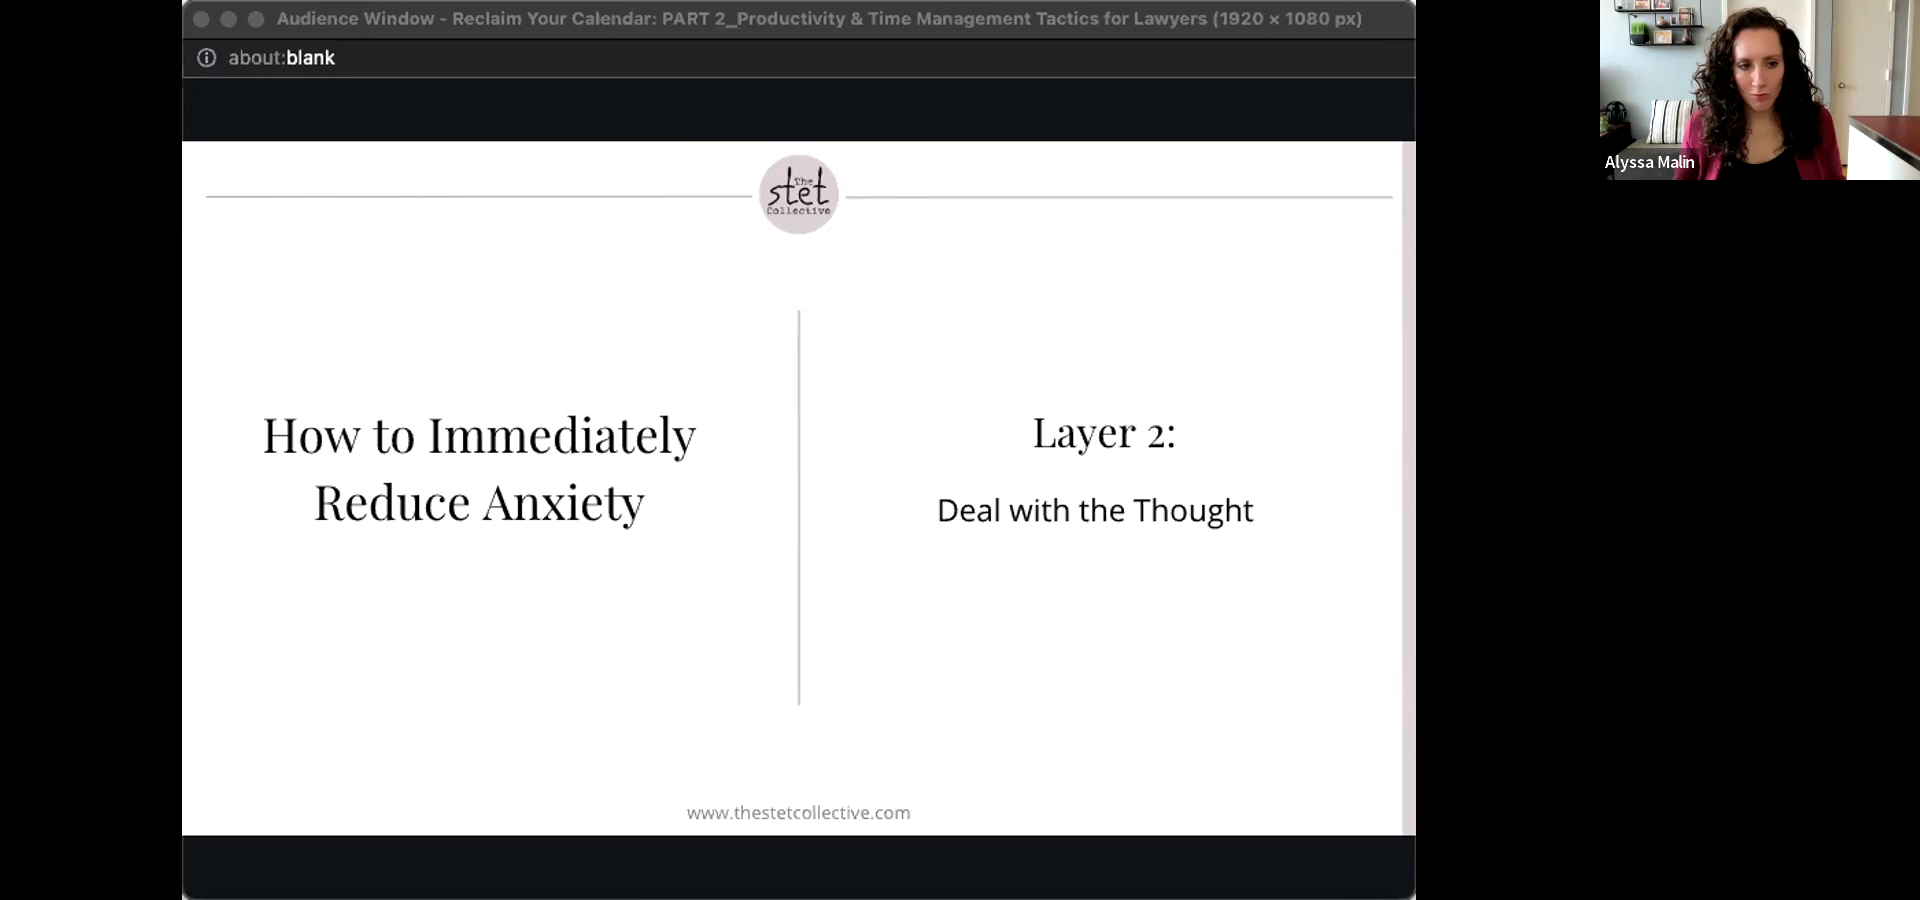 Audience Window - Reclaim Your Calendar: PART 2_Productivity & Time Management Tactics for Lawyers (1920 × 1080 px)
about:blank
The
stet
Collective
How to Immediately
Reduce Anxiety
Layer 2:
Deal with the Thought
www.thestetcollective.com
Alyssa Malin